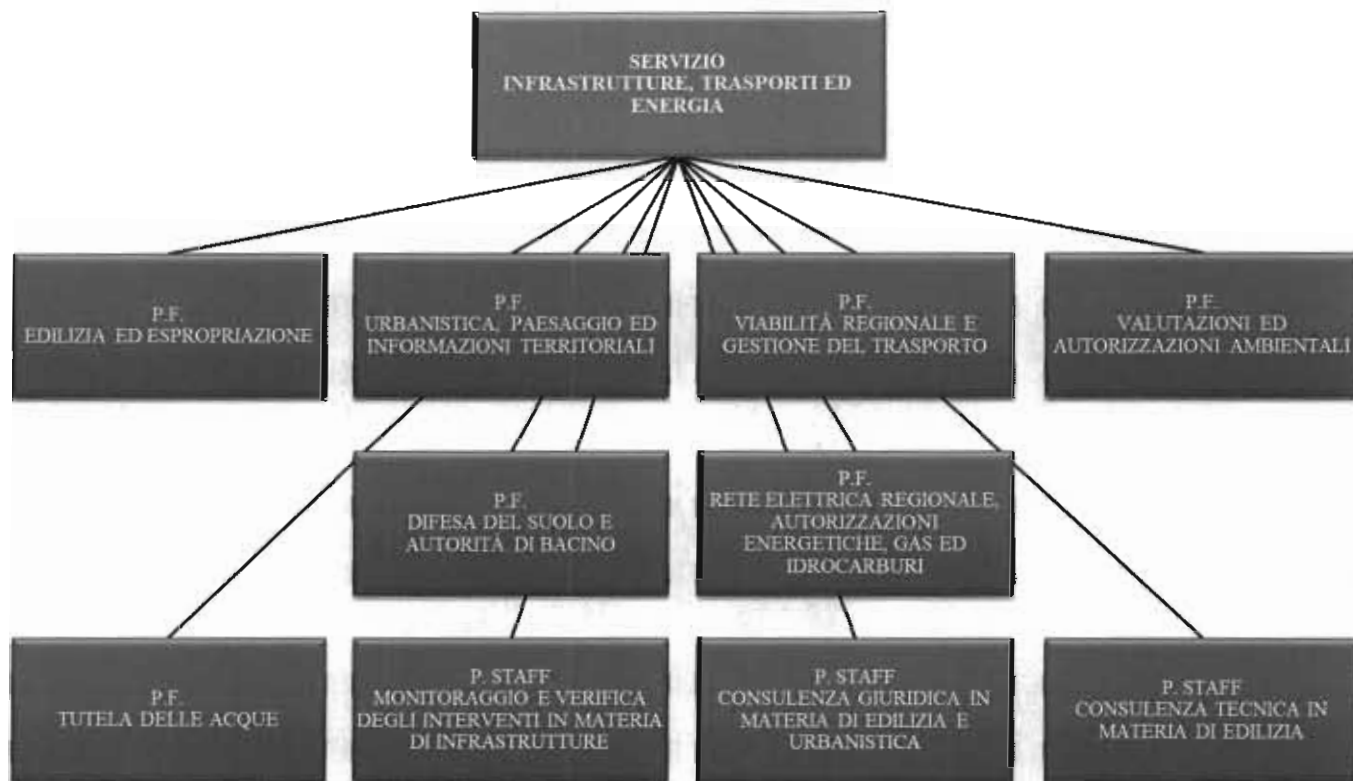 SERVIZIO
INFRASTRUTTURE, TRASPORTI ED
ENERGIA
P.F.
EDILIZIA ED ESPROPRIAZIONE
P.F.
URBANISTICA, PAESAGGIO ED
INFORMAZIONI TERRITORIALI
P.F.
VIABILITÀ REGIONALE E
GESTIONE DEL TRASPORTO
P.F.
VALUTAZIONI ED
AUTORIZZAZIONI AMBIENTALI
P.F.
DIFESA DEL SUOLO E
AUTORITÀ DI BACINO
P.F.
RETE ELETTRICA REGIONALE,
AUTORIZZAZIONI
ENERGETICHE, GAS ED
IDROCARBURI
P.F.
TUTELA DELLE ACQUE
P. STAFF
MONITORAGGIO E VERIFICA
DEGLI INTERVENTI IN MATERIA
DI INFRASTRUTTURE
P. STAFF
CONSULENZA GIURIDICA IN
MATERIA DI EDILIZIA E
URBANISTICA
P. STAFF
CONSULENZA TECNICA IN
MATERIA DI EDILIZIA